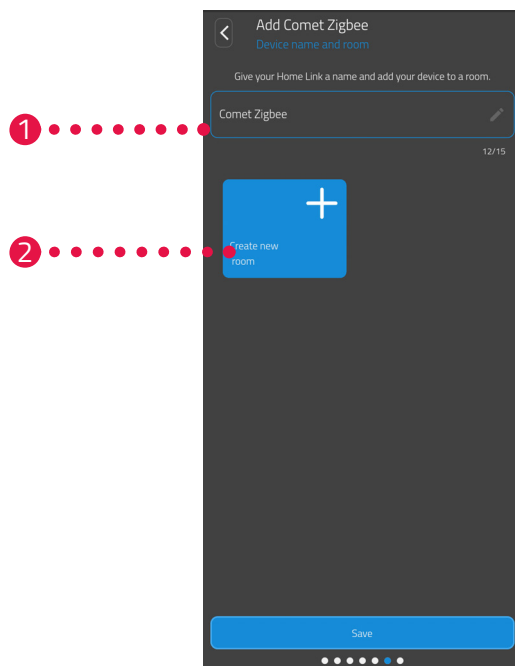 Add Comet Zigbee
Device name and room
Give your Home Link a name and add your device to a room.
1
Comet Zigbee
12/15
2
Create new
room
Save